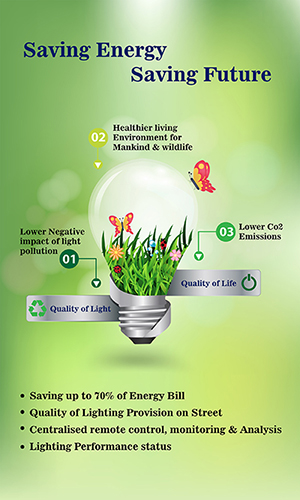 Saving Energy
Saving Future
02
Healthier living
Environment for
Mankind & wildlife
Lower Negative
impact of light
pollution
01
03
Lower Co2
Emissions
Quality of Life
Quality of Light
• Saving up to 70% of Energy Bill
• Quality of Lighting Provision on Street
• Centralised remote control, monitoring & Analysis
• Lighting Performance status